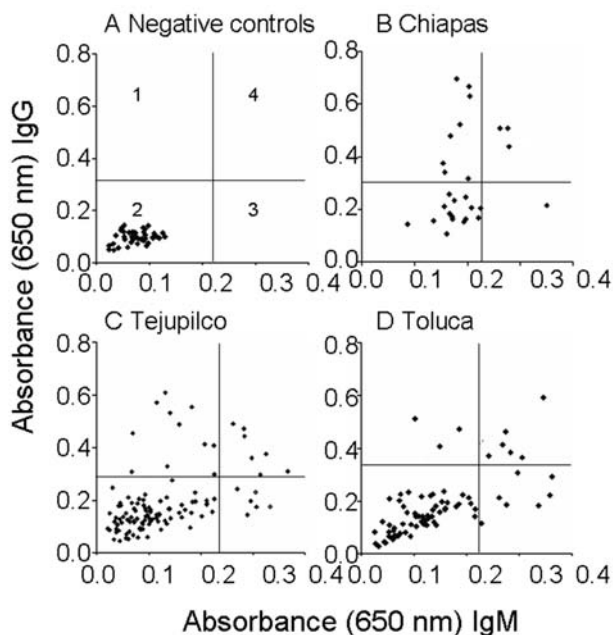 A Negative controls
B Chiapas
0.8
0.6
0.4
0.2
0.0
1
4
2
3
0.0 0.1 0.2 0.3 0.4
0.8
0.6
0.4
0.2
0.0
0.0 0.1 0.2 0.3 0.4
C Tejupilco
D Toluca
0.8
0.6
0.4
0.2
0.0
0.0 0.1 0.2 0.3 0.4
0.8
0.6
0.4
0.2
0.0
0.0 0.1 0.2 0.3 0.4
Absorbance (650 nm) IgG
Absorbance (650 nm) IgM